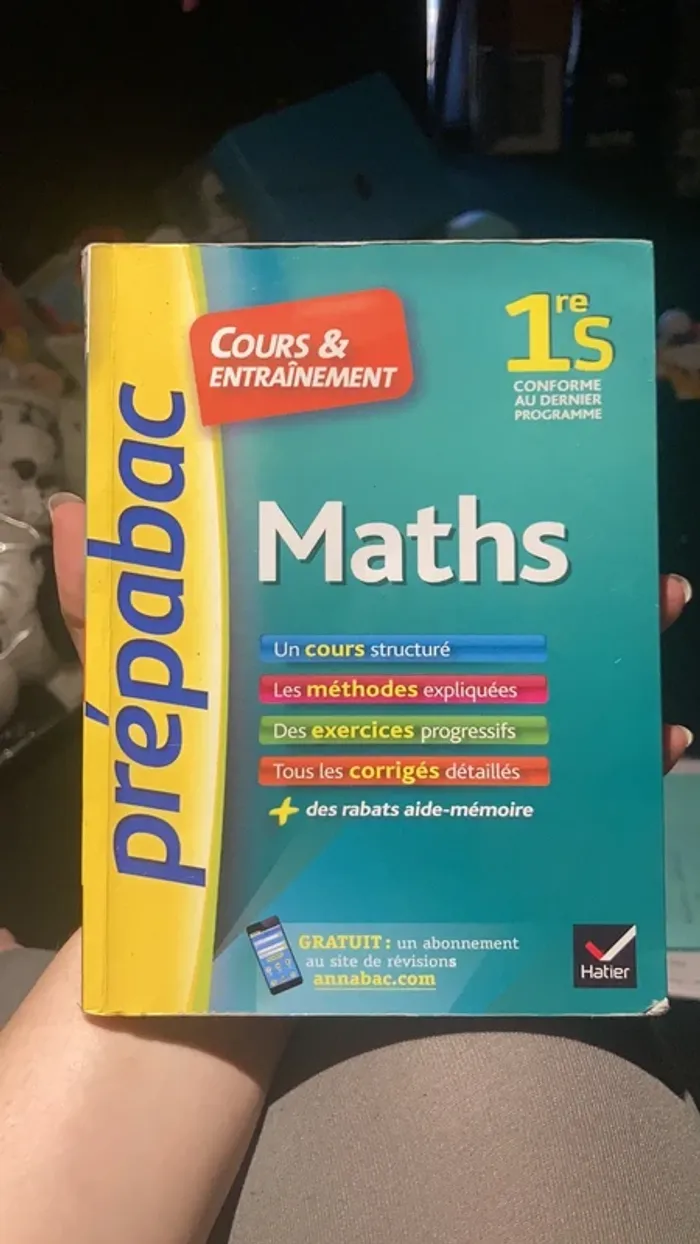 prépabac
COURS &
ENTRAÎNEMENT
1reS
CONFORME
AU DERNIER
PROGRAMME
Maths
Un cours structuré
Les méthodes expliquées
Des exercices progressifs
Tous les corrigés détaillés
+ des rabats aide-mémoire
GRATUIT : un abonnement
au site de révisions
annabac.com
Hatier